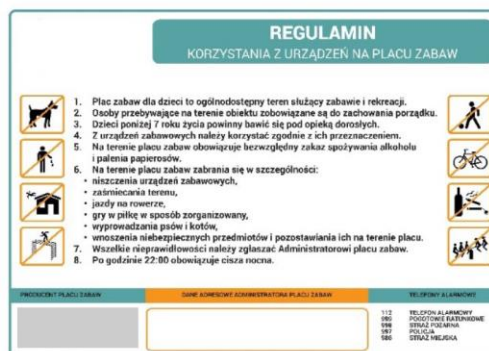 REGULAMIN
KORZYSTANIA Z URZĄDZEŃ NA PLACU ZABAW
1. Plac zabaw dla dzieci to ogólnodostępny teren służący zabawie i rekreacji.
2. Osoby przebywające na terenie obiektu zobowiązane są do zachowania porządku.
3. Dzieci poniżej 7 roku życia powinny bawić się pod opieką dorosłych.
4. Z urządzeń zabawowych należy korzystać zgodnie z ich przeznaczeniem.
5. Na terenie placu zabaw obowiązuje bezwzględny zakaz spożywania alkoholu
i palenia papierosów.
6. Na terenie placu zabaw zabrania się w szczególności:
• niszczenia urządzeń zabawowych,
• zaśmiecania terenu,
• jazdy na rowerze,
• gry w piłkę w sposób zorganizowany,
• wyprowadzania psów i kotów,
• wnoszenia niebezpiecznych przedmiotów i pozostawiania ich na terenie placu.
7. Wszelkie nieprawidłowości należy zgłaszać Administratorowi placu zabaw.
8. Po godzinie 22:00 obowiązuje cisza nocna.
PRODUCENT PLACU ZABAW
DANE ADRESOWE ADMINISTRATORA PLACU ZABAW
TELEFONY ALARMOWE
112 TELEFON ALARMOWY
999 POGOTOWIE RATUNKOWE
998 STRAŻ POŻARNA
997 POLICJA
986 STRAŻ MIEJSKA